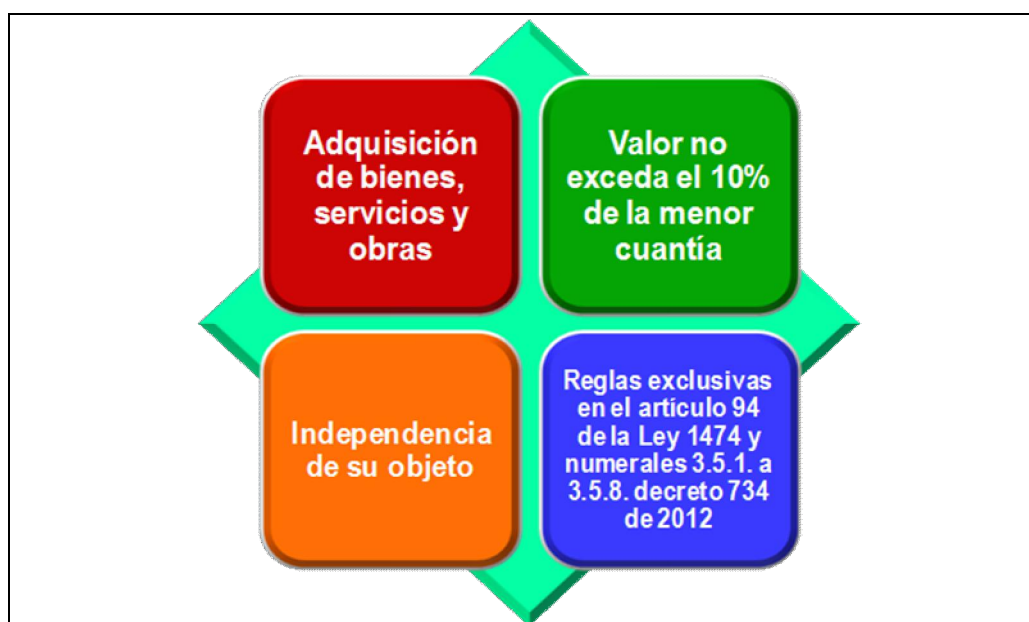 Adquisición
de bienes,
servicios y
obras
Valor no
exceda el 10%
de la menor
cuantía
Independencia
de su objeto
Reglas exclusivas
en el artículo 94
de la Ley 1474 y
numerales 3.5.1. a
3.5.8. decreto 734
de 2012